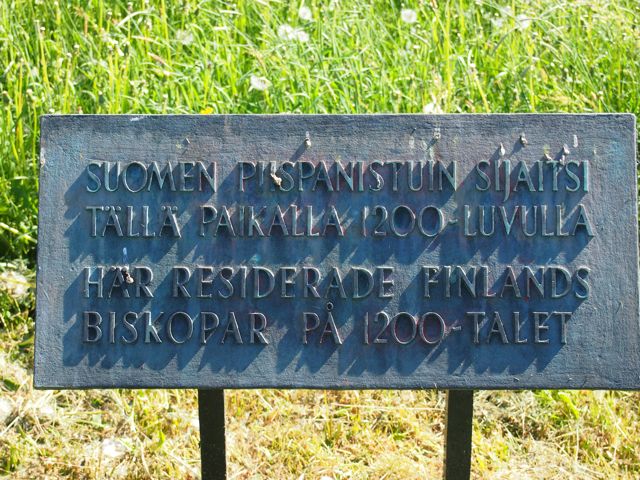 SUOMEN PIISPANISTUIN SIJAITSI
TÄLLÄ PAIKALLA 1200-LUVULLA
HÄR RESIDERADE FINLANDS
BISKOPAR PÅ 1200-TALET